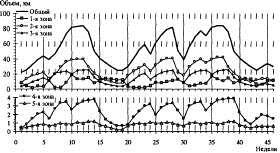 Объем, км
100
Общий
1-я зона
80
2-я зона
3-я зона
60
40
20
0
4-я зона
5-я зона
3
2
1
0
0 5 10 15 20 25 30 35 40 45
Недели